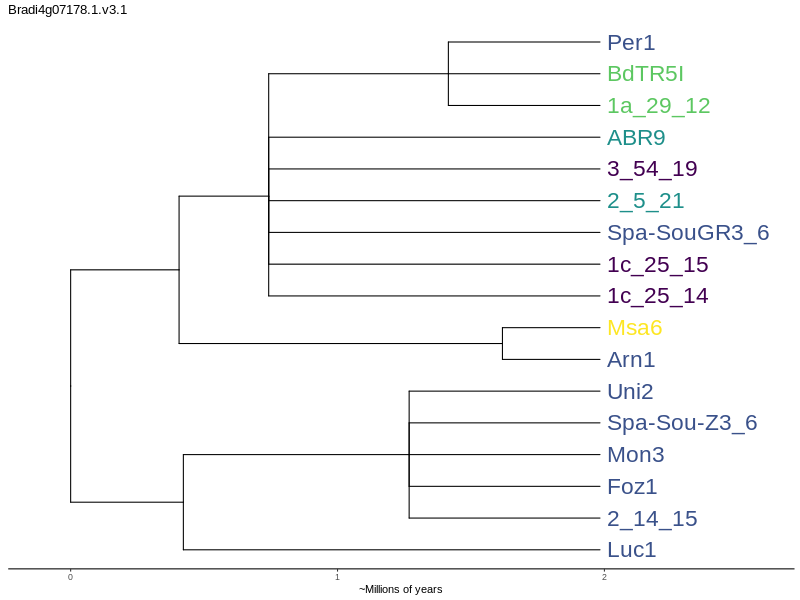 Bradi4g07178.1.v3.1
Per1
BdTR5I
1a_29_12
ABR9
3_54_19
2_5_21
Spa-SouGR3_6
1c_25_15
1c_25_14
Msa6
Arn1
Uni2
Spa-Sou-Z3_6
Mon3
Foz1
2_14_15
Luc1
0 1 2
~Millions of years